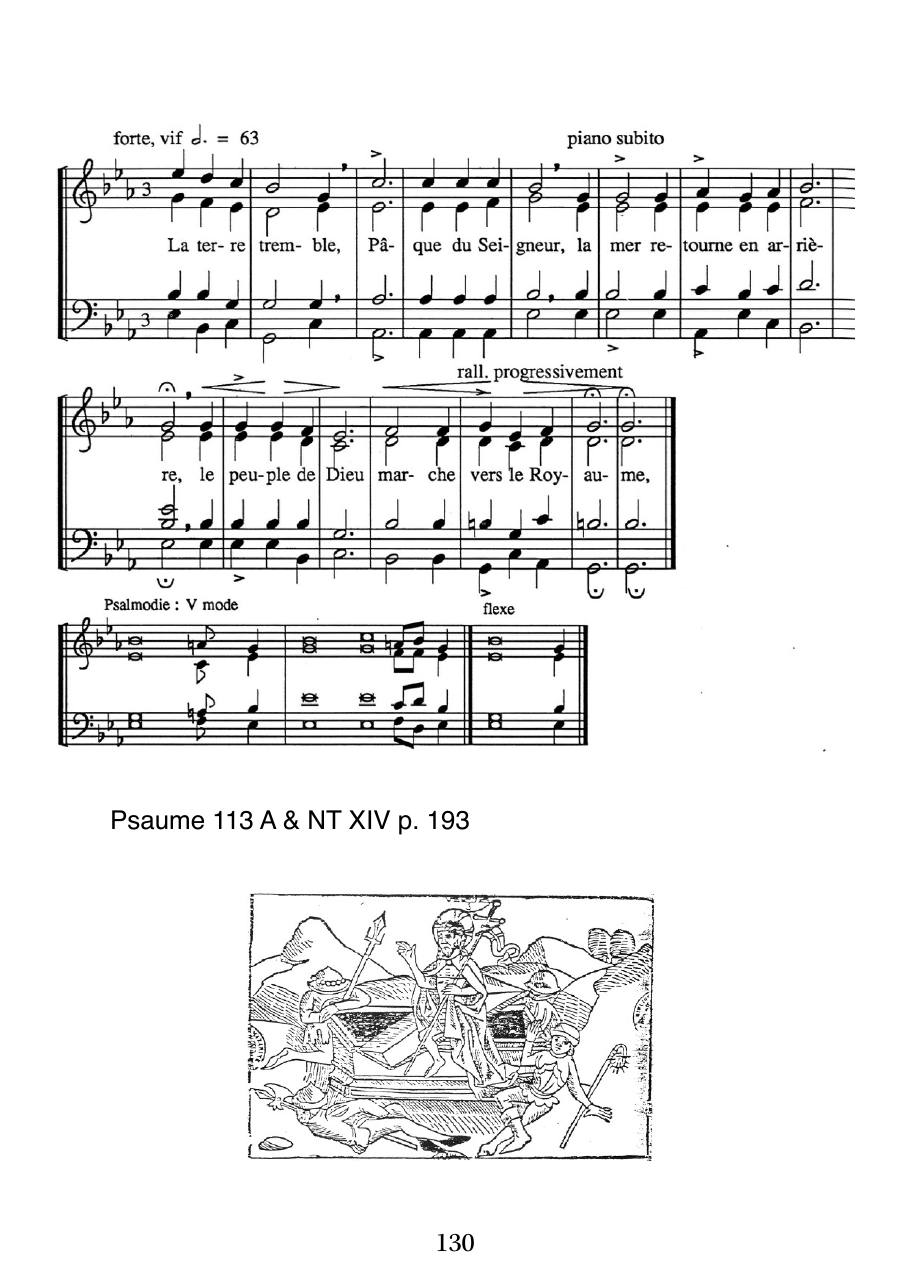 forte, vif 𝅗𝅥. = 63 piano subito
3
La ter- re trem- ble, Pâ- que du Sei- gneur, la mer re- tourne en ar- riè-
3
rall. progressivement
re, le peu-ple de Dieu mar- che vers le Roy- au- me,
Psalmodie : V mode flexe
Psaume 113 A & NT XIV p. 193
130